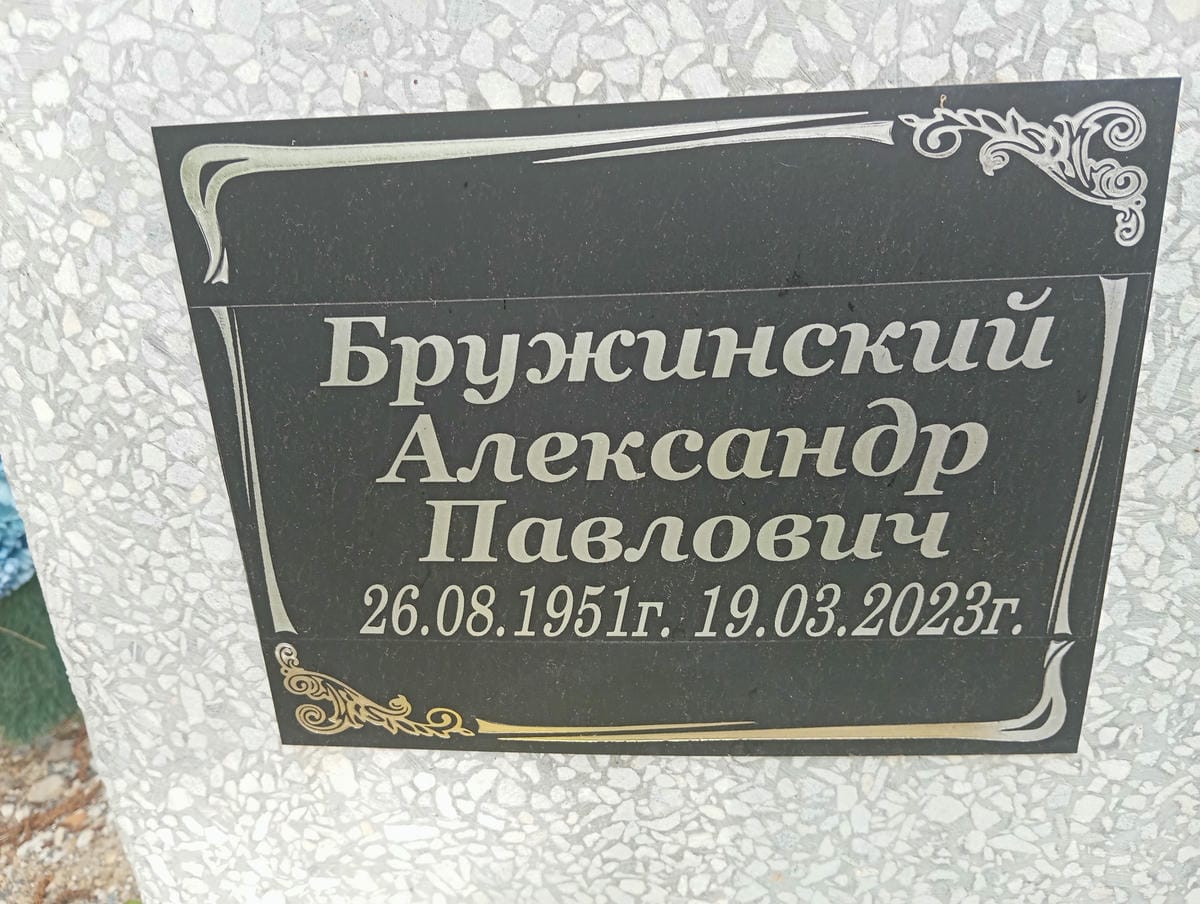 Бружинский
Александр
Павлович
26.08.1951г. 19.03.2023г.